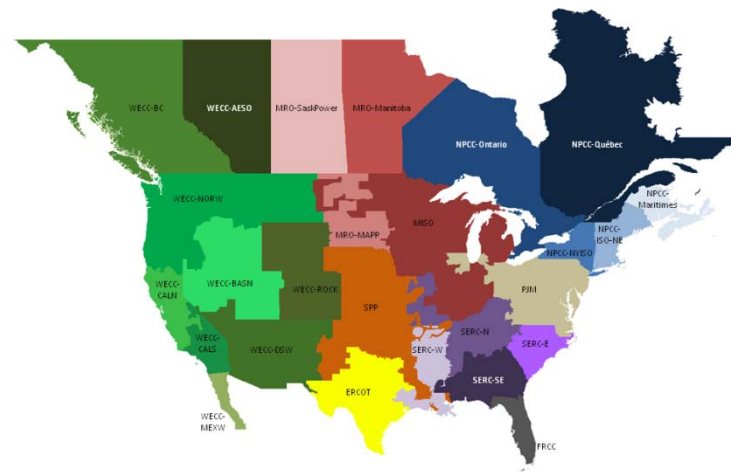 WECC-BC
WECC-AESO
MRO-SaskPower
MRO-Manitoba
NPCC-Ontario
NPCC-Québec
NPCC-
Maritimes
WECC-NORW
MISO
MRO-MAPP
NPCC-
ISO-NE
NPCC-NYISO
WECC-
CALN
WECC-BASN
WECC-ROCK
SPP
PJM
WECC-
CALS
WECC-DSW
SERC-W
SERC-N
SERC-E
ERCOT
SERC-SE
WECC-
MEXW
FRCC